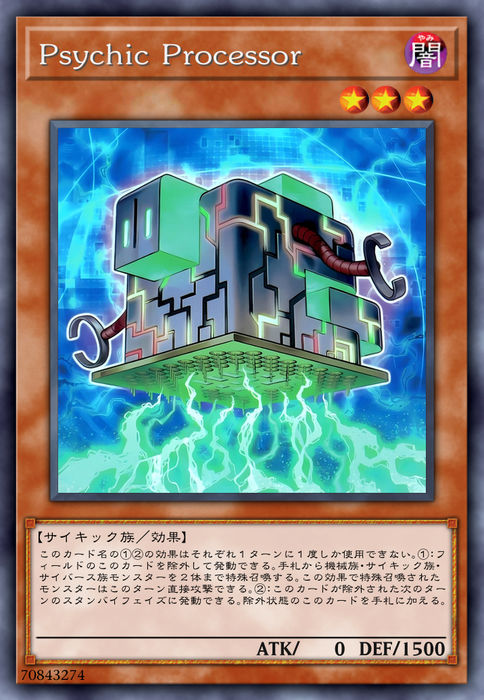 Psychic Processor
やみ
闇
【サイキック族／効果】
このカード名の①②の効果はそれぞれ１ターンに１度しか使用できない。①：フ
ィールドのこのカードを除外して発動できる。手札から機械族・サイキック族・
サイバース族モンスターを２体まで特殊召喚する。この効果で特殊召喚された
モンスターはこのターン直接攻撃できる。②：このカードが除外された次のター
ンのスタンバイフェイズに発動できる。除外状態のこのカードを手札に加える。
ATK/ 0 DEF/1500
70843274